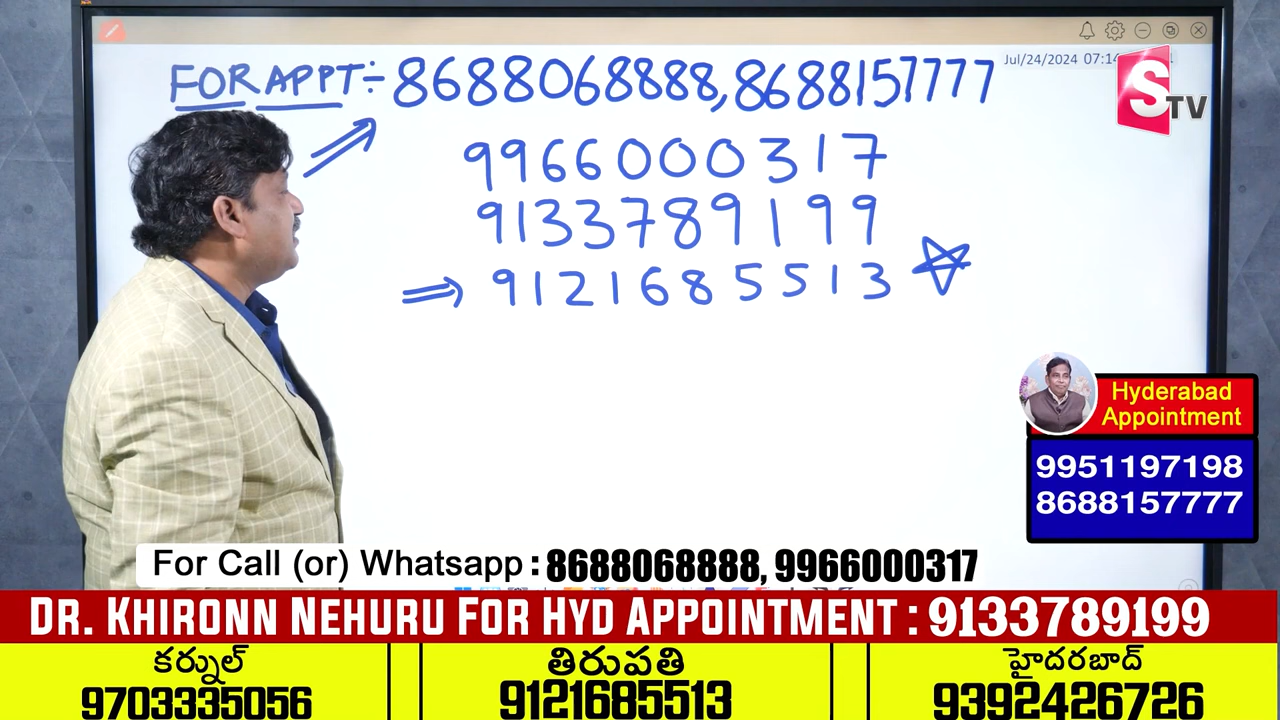 FOR APPT:- 8688068888, 8688157777
Jul/24/2024 07:14
STV
9966000317
9133789199
⇒ 9121685513 ☆
Hyderabad
Appointment
9951197198
8688157777
For Call (or) Whatsapp : 8688068888, 9966000317
DR. KHIRONN NEHURU FOR HYD APPOINTMENT : 9133789199
కర్నుల్
9703335056
తిరుపతి
9121685513
హైదరబాద్
9392426726